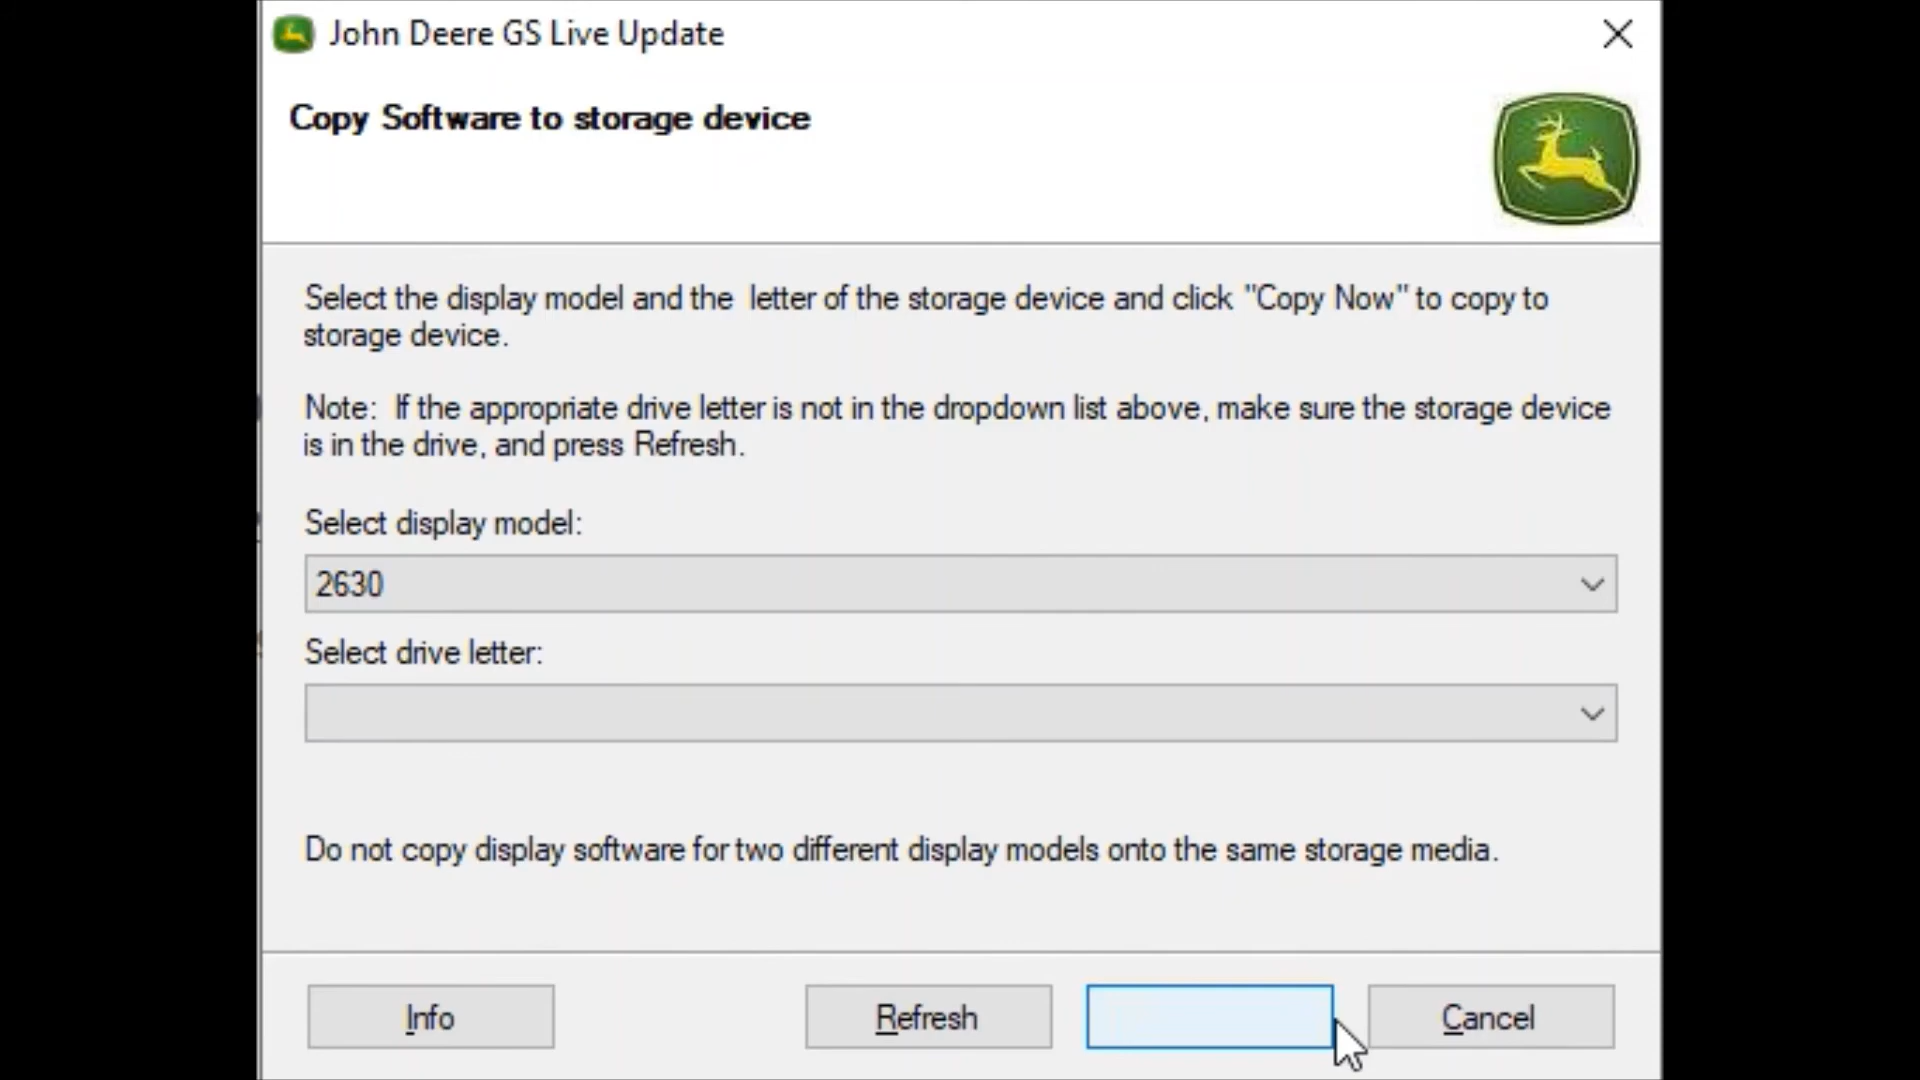 John Deere GS Live Update
Copy Software to storage device
Select the display model and the letter of the storage device and click "Copy Now" to copy to
storage device.
Note: If the appropriate drive letter is not in the dropdown list above, make sure the storage device
is in the drive, and press Refresh.
Select display model:
2630
Select drive letter:
Do not copy display software for two different display models onto the same storage media.
Info
Refresh
Cancel